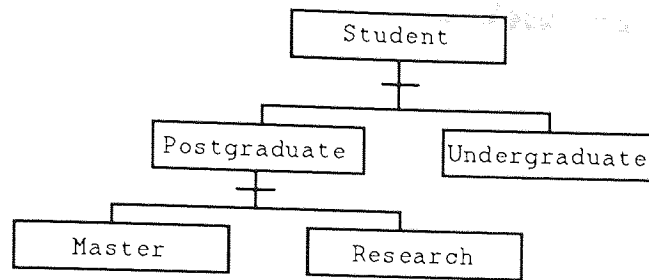 Student
Postgraduate
Undergraduate
Master
Research